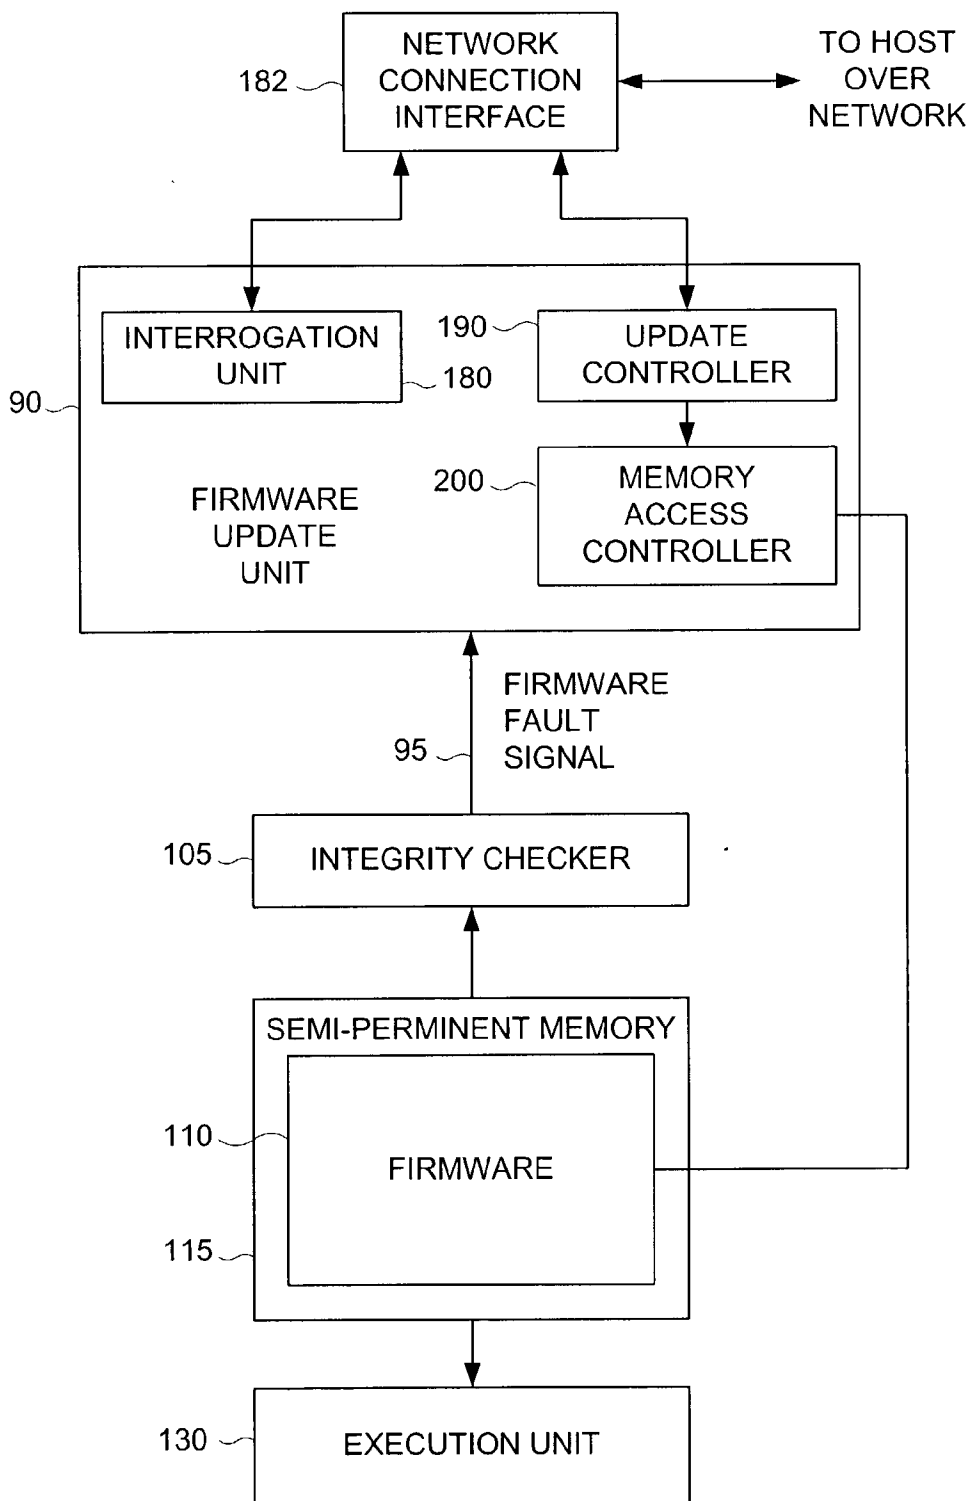 NETWORK
CONNECTION
INTERFACE
182
TO HOST
OVER
NETWORK
INTERROGATION
UNIT
180
190
UPDATE
CONTROLLER
90
200
MEMORY
ACCESS
CONTROLLER
FIRMWARE
UPDATE
UNIT
FIRMWARE
FAULT
SIGNAL
95
105
INTEGRITY CHECKER
SEMI-PERMINENT MEMORY
110
FIRMWARE
115
130
EXECUTION UNIT